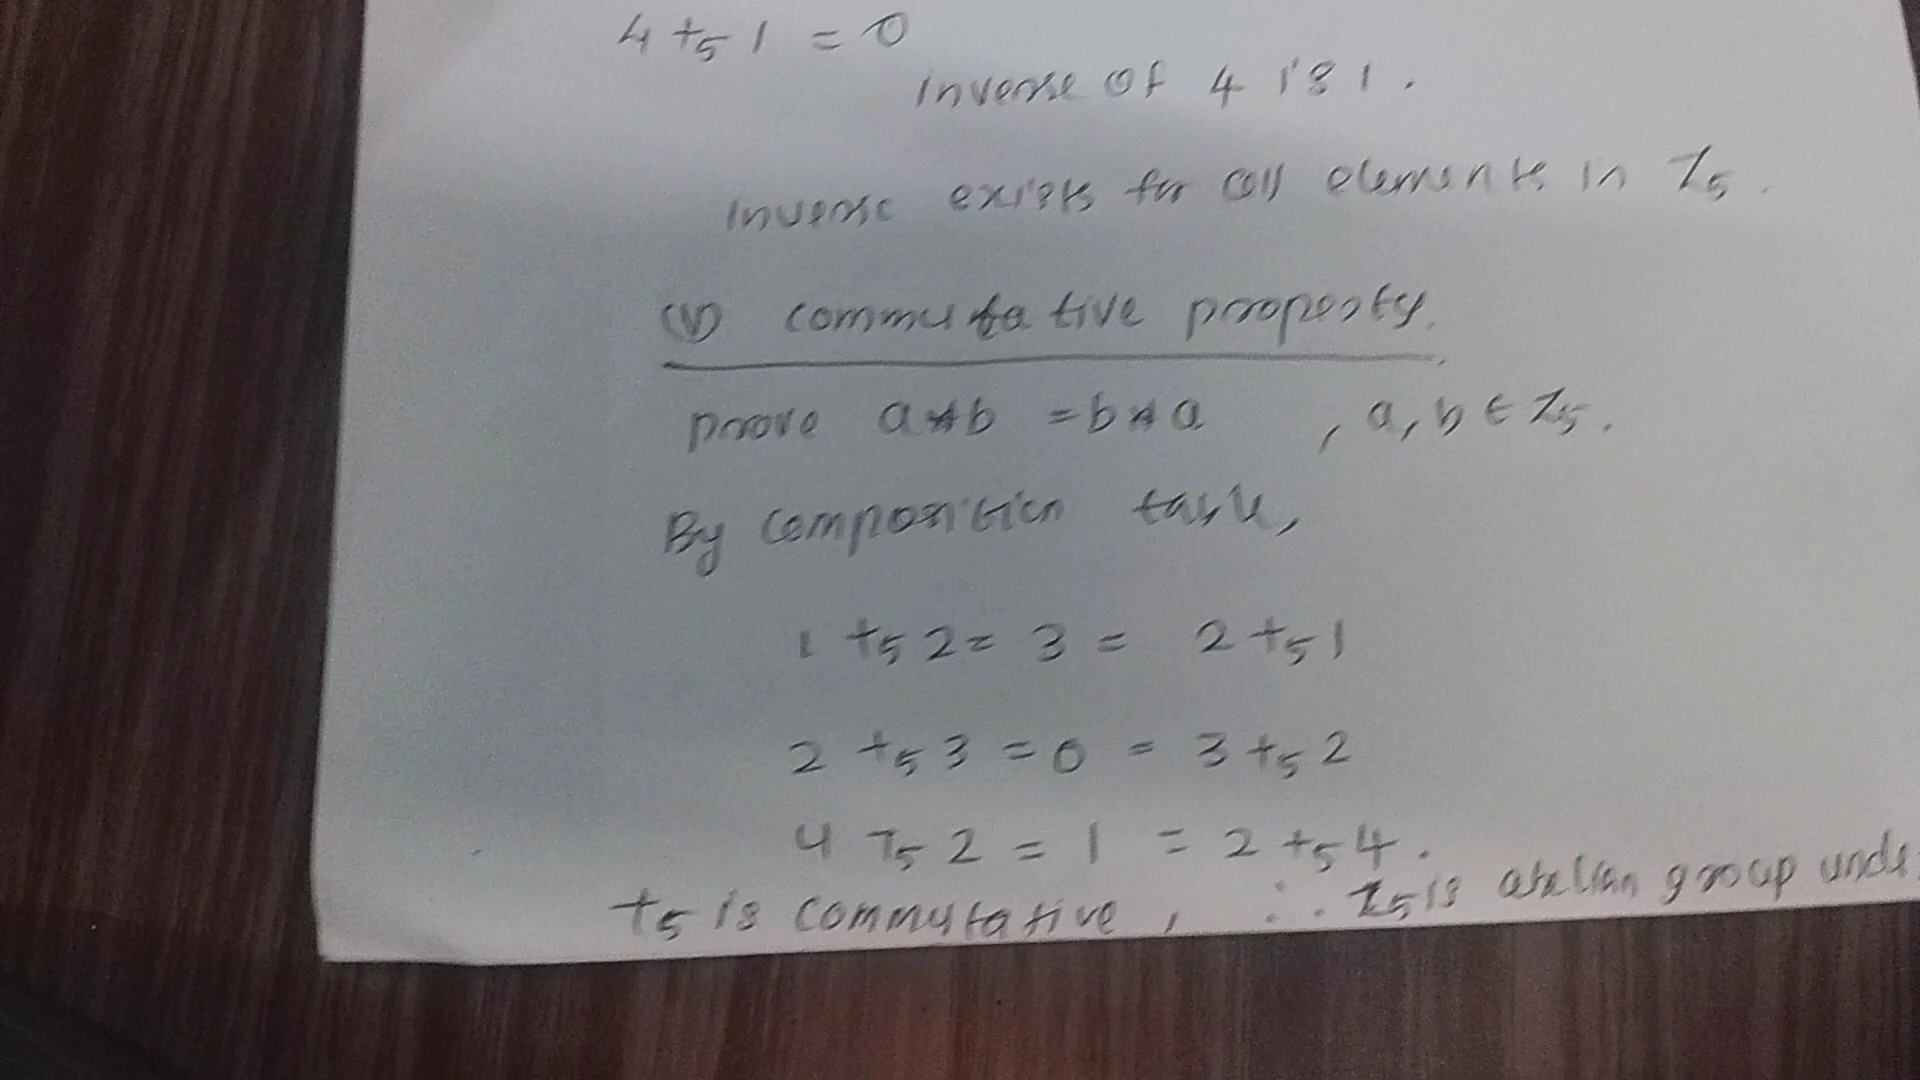 4 +5 1 = 0
Inverse of 4 is 1.
Inverse exists for all elements in Z5.
(V) commutative property.
prove a*b = b*a , a, b ∈ Z5.
By composition table,
1 +5 2 = 3 = 2 +5 1
2 +5 3 = 0 = 3 +5 2
4 +5 2 = 1 = 2 +5 4.
+5 is commutative, ∴ Z5 is abelian group unde